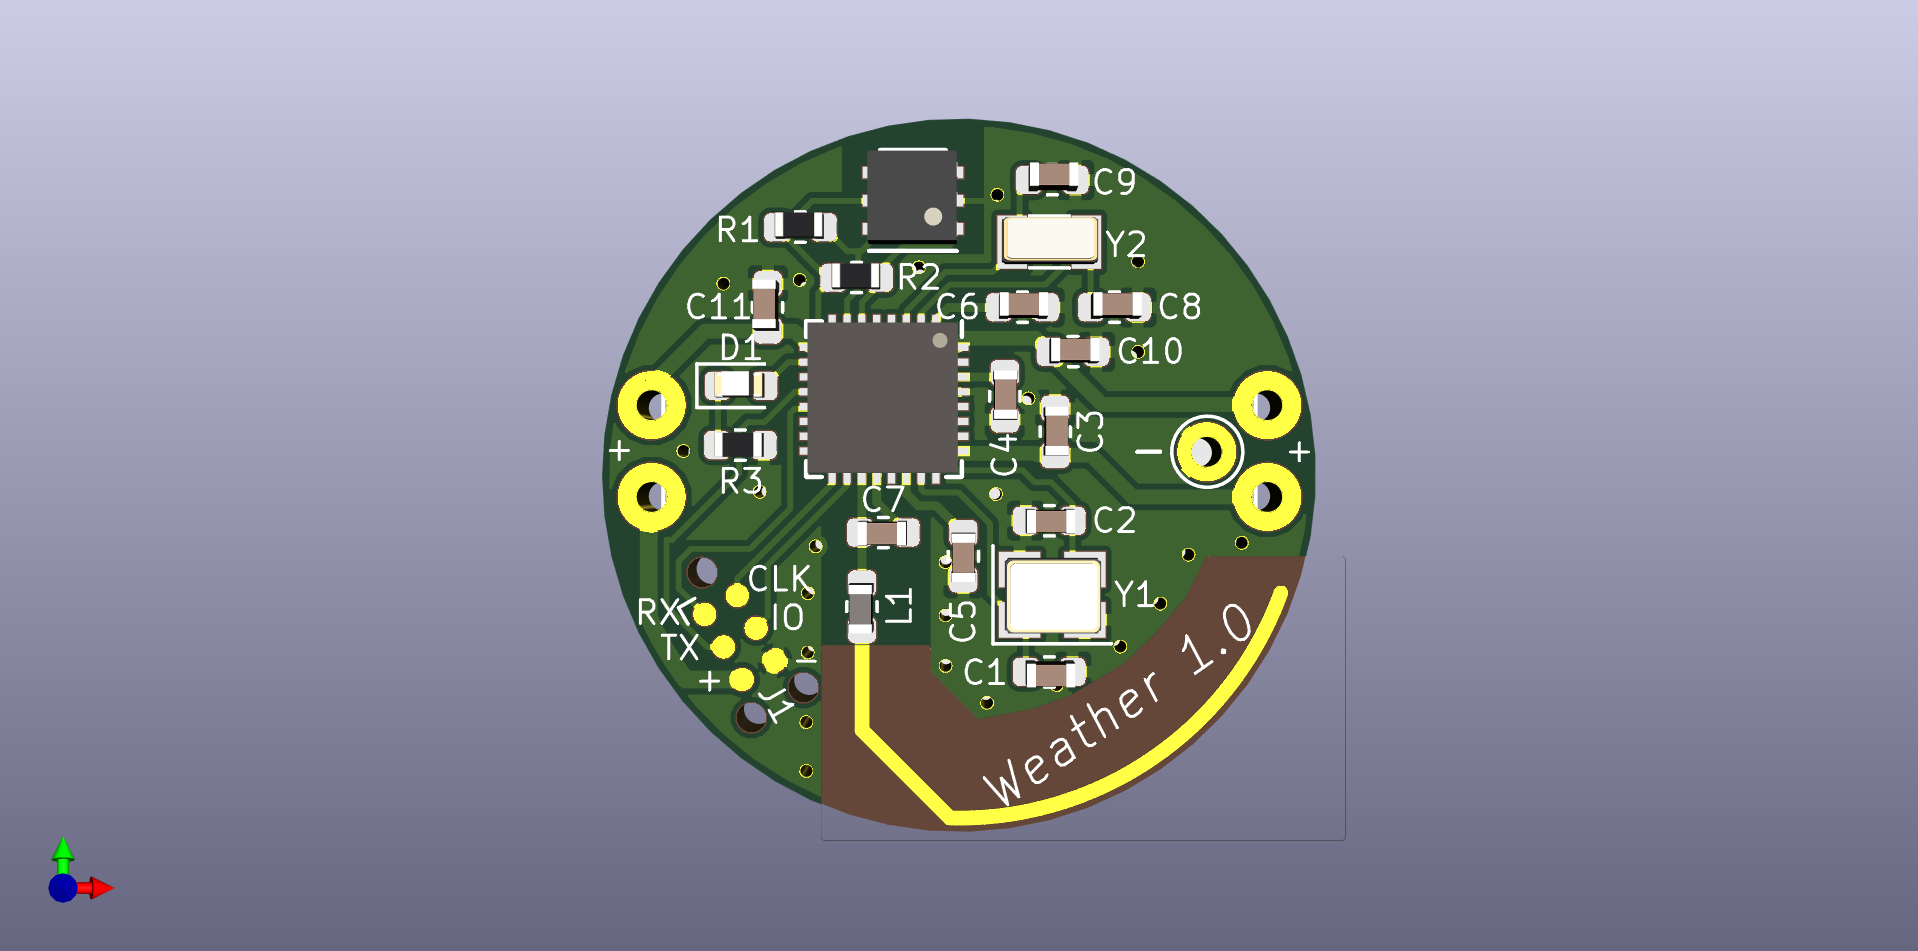 C9
R1
Y2
R2
C11
C6
C8
D1
C10
C3
C4
+
−
+
R3
C7
C2
CLK
RX
IO
TX
L1
C5
Y1
+
−
C1
J1
Weather 1.0